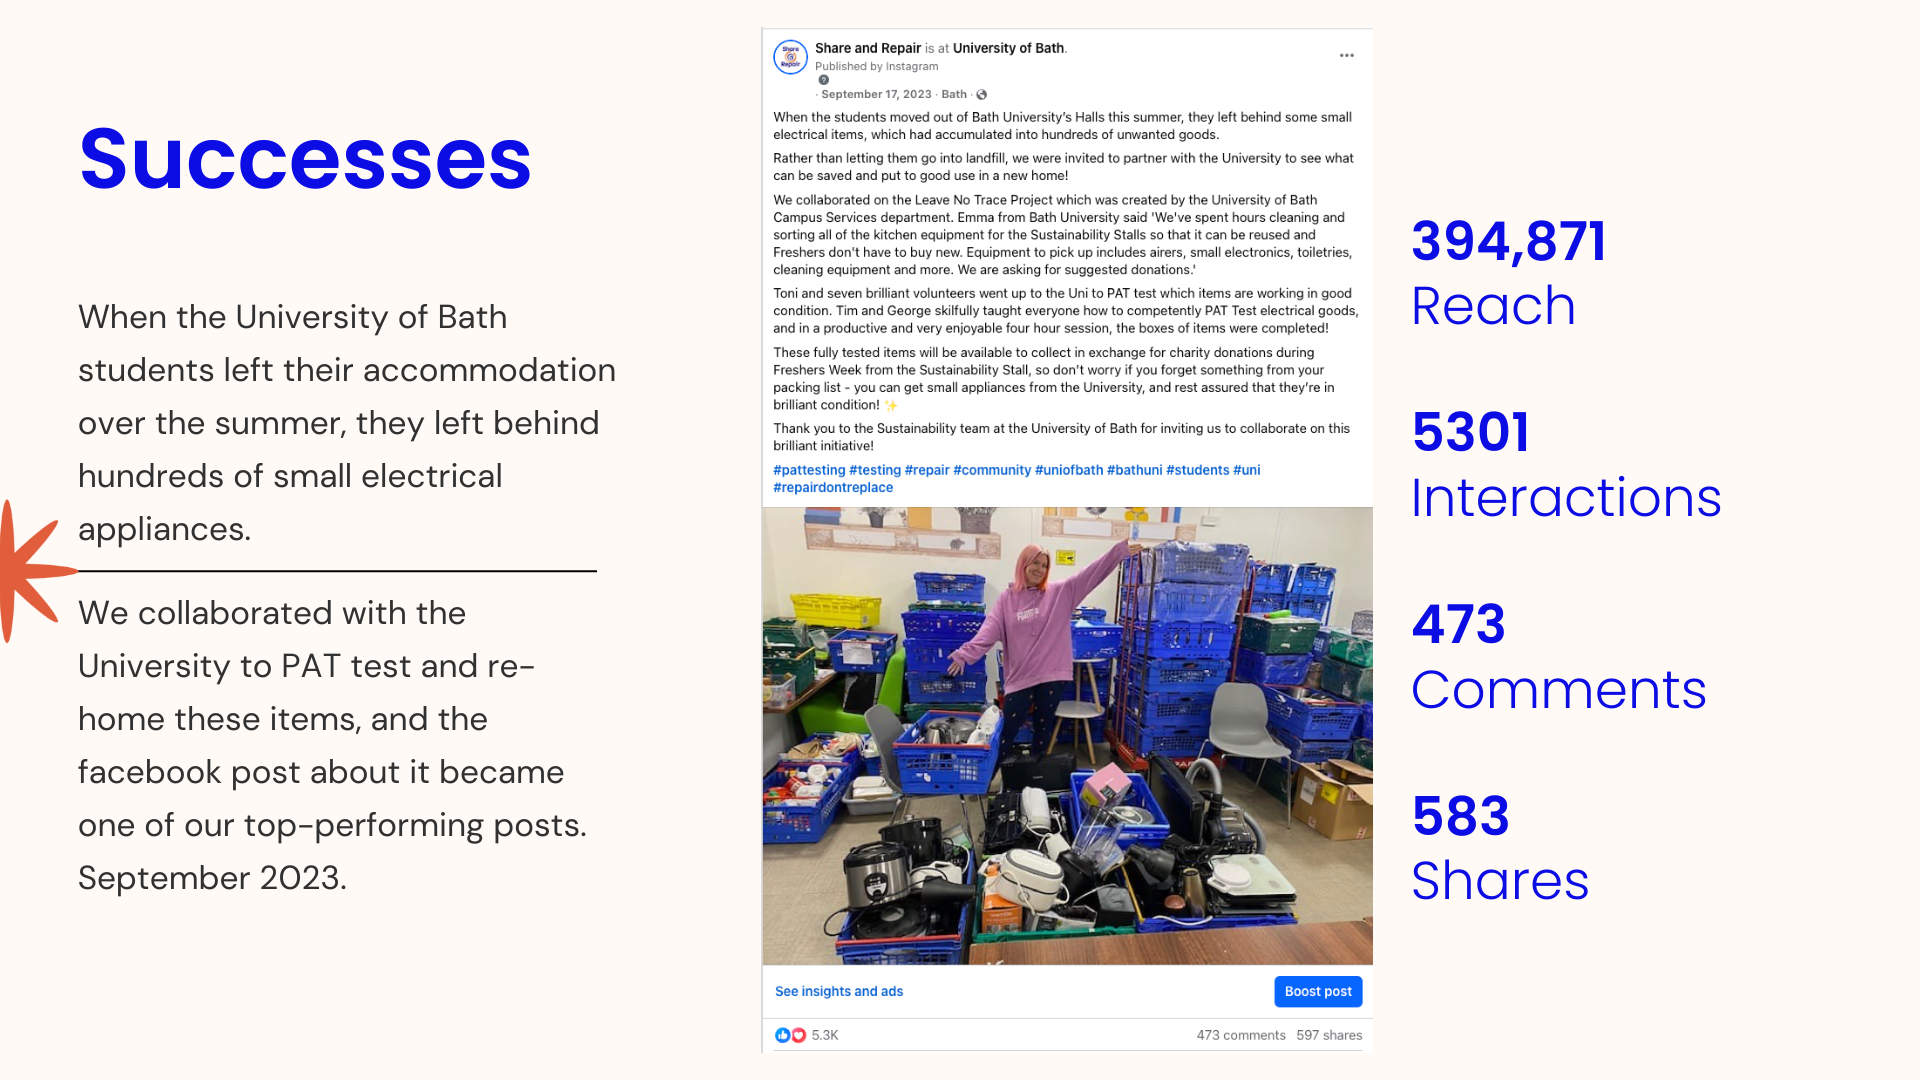 Successes
When the University of Bath
students left their accommodation
over the summer, they left behind
hundreds of small electrical
appliances.
We collaborated with the
University to PAT test and re-
home these items, and the
facebook post about it became
one of our top-performing posts.
September 2023.
Share and Repair
Share and Repair is at University of Bath.
Published by Instagram
· September 17, 2023 · Bath ·
When the students moved out of Bath University's Halls this summer, they left behind some small
electrical items, which had accumulated into hundreds of unwanted goods.
Rather than letting them go into landfill, we were invited to partner with the University to see what
can be saved and put to good use in a new home!
We collaborated on the Leave No Trace Project which was created by the University of Bath
Campus Services department. Emma from Bath University said 'We've spent hours cleaning and
sorting all of the kitchen equipment for the Sustainability Stalls so that it can be reused and
Freshers don't have to buy new. Equipment to pick up includes airers, small electronics, toiletries,
cleaning equipment and more. We are asking for suggested donations.'
Toni and seven brilliant volunteers went up to the Uni to PAT test which items are working in good
condition. Tim and George skilfully taught everyone how to competently PAT Test electrical goods,
and in a productive and very enjoyable four hour session, the boxes of items were completed!
These fully tested items will be available to collect in exchange for charity donations during
Freshers Week from the Sustainability Stall, so don't worry if you forget something from your
packing list - you can get small appliances from the University, and rest assured that they're in
brilliant condition! ✨
Thank you to the Sustainability team at the University of Bath for inviting us to collaborate on this
brilliant initiative!
#pattesting #testing #repair #community #uniofbath #bathuni #students #uni
#repairdontreplace
See insights and ads
Boost post
5.3K
473 comments 597 shares
394,871
Reach
5301
Interactions
473
Comments
583
Shares